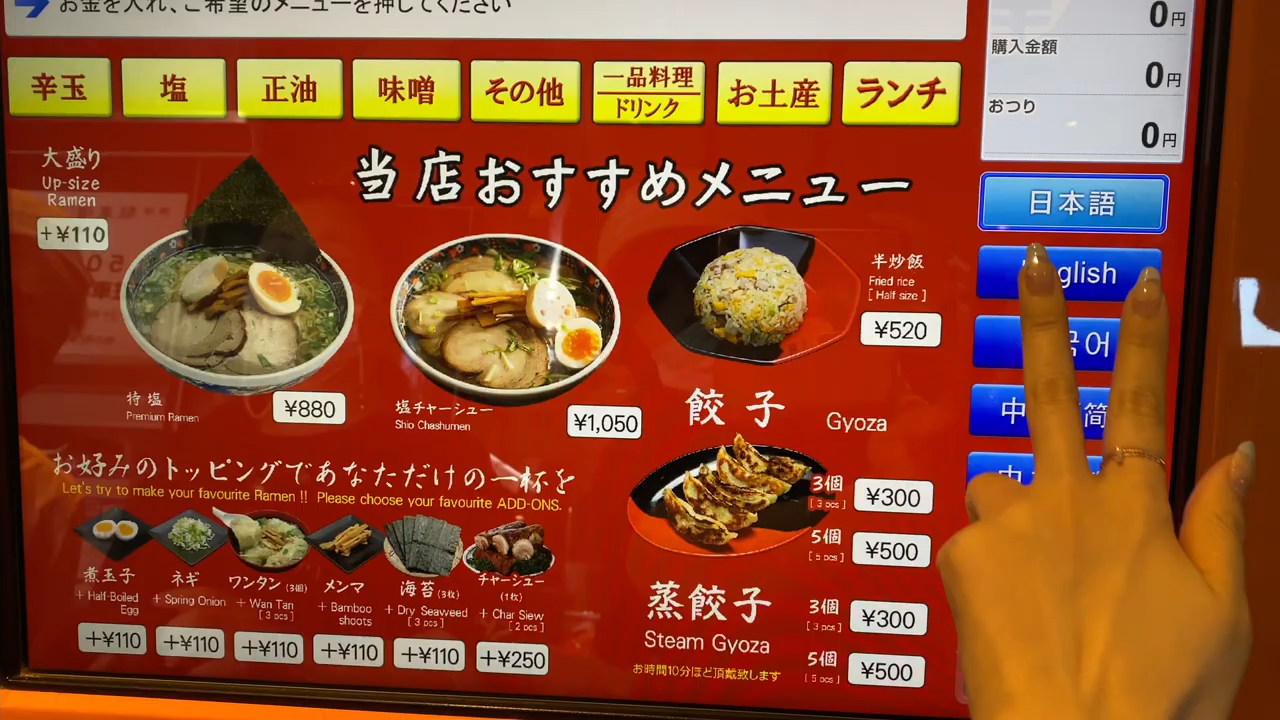 お金を入れ、ご希望のメニューを押してください
0円
購入金額
0円
おつり
0円
辛玉
塩
正油
味噌
その他
一品料理
ドリンク
お土産
ランチ
当店おすすめメニュー
大盛り
Up-size
Ramen
+¥110
特塩
Premium Ramen
¥880
塩チャーシュー
Shio Chashumen
¥1,050
半炒飯
Fried rice
[ Half size ]
¥520
餃子
Gyoza
3個
[ 3 pcs ]
¥300
5個
[ 5 pcs ]
¥500
蒸餃子
Steam Gyoza
お時間10分ほど頂戴致します
3個
[ 3 pcs ]
¥300
5個
[ 5 pcs ]
¥500
お好みのトッピングであなただけの一杯を
Let's try to make your favourite Ramen !! Please choose your favourite ADD-ONS.
煮玉子
+ Half-Boiled
Egg
+¥110
ネギ
+ Spring Onion
+¥110
ワンタン (3個)
+ Wan Tan
[ 3 pcs ]
+¥110
メンマ
+ Bamboo
shoots
+¥110
海苔 (3枚)
+ Dry Seaweed
[ 3 pcs ]
+¥110
チャーシュー
(1枚)
+ Char Siew
[ 2 pcs ]
+¥250
日本語
glish
국어
中 简
中